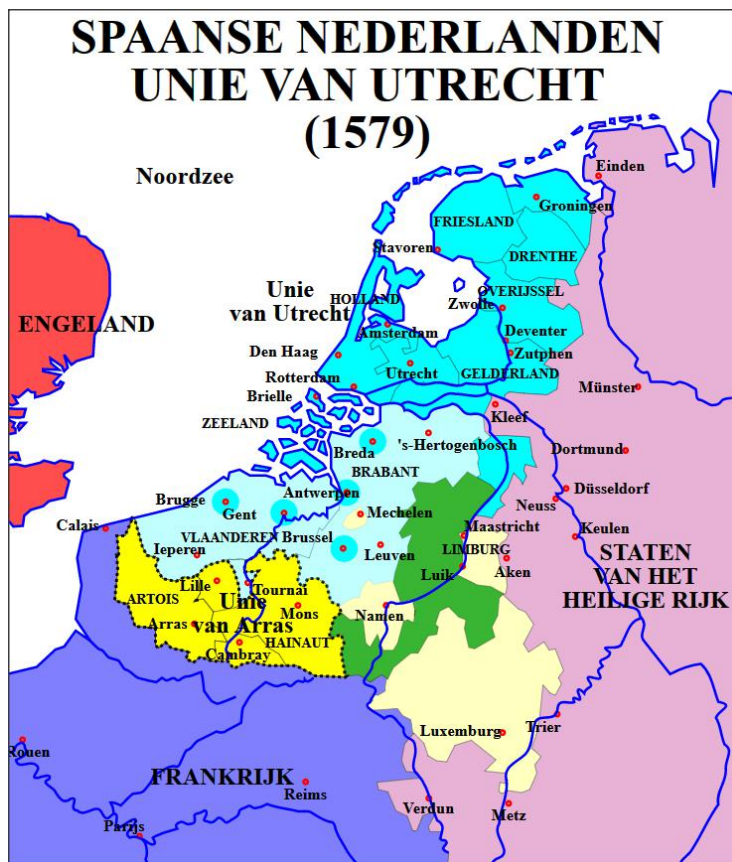 SPAANSE NEDERLANDEN
UNIE VAN UTRECHT
(1579)
Noordzee
Einden
Groningen
FRIESLAND
Stavoren
DRENTHE
Unie
van Utrecht
HOLLAND
OVERIJSSEL
Zwolle
ENGELAND
Amsterdam
Deventer
Den Haag
Zutphen
Utrecht
GELDERLAND
Rotterdam
Brielle
Münster
Kleef
ZEELAND
's-Hertogenbosch
Breda
Dortmund
BRABANT
Antwerpen
Düsseldorf
Brugge
Neuss
Gent
Mechelen
Calais
Maastricht
VLAANDEREN
Brussel
Keulen
Ieperen
Leuven
LIMBURG
STATEN
VAN HET
HEILIGE RIJK
Luik
Aken
Lille
Tournai
ARTOIS
Unie
van Arras
Mons
Namen
Arras
HAINAUT
Cambray
Luxemburg
Trier
Rouen
FRANKRIJK
Reims
Verdun
Metz
Parijs